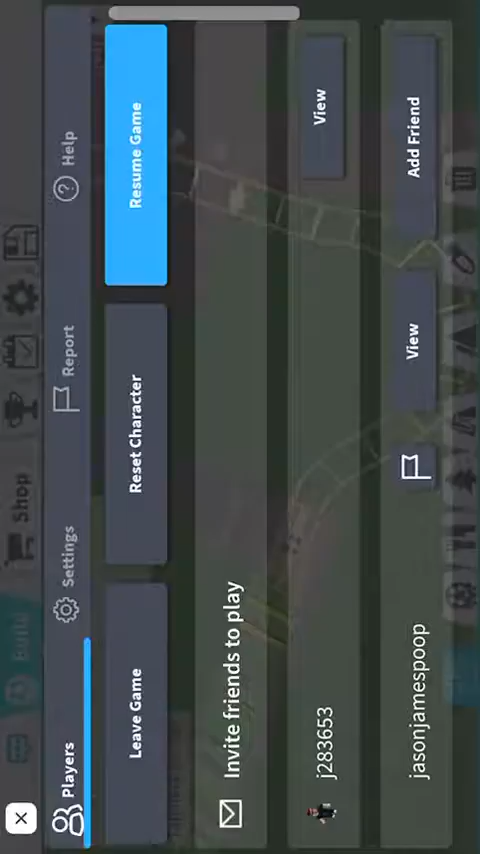 Build
Shop
Players
Settings
Report
Help
Leave Game
Reset Character
Resume Game
Invite friends to play
j283653
View
jasonjamespoop
View
Add Friend